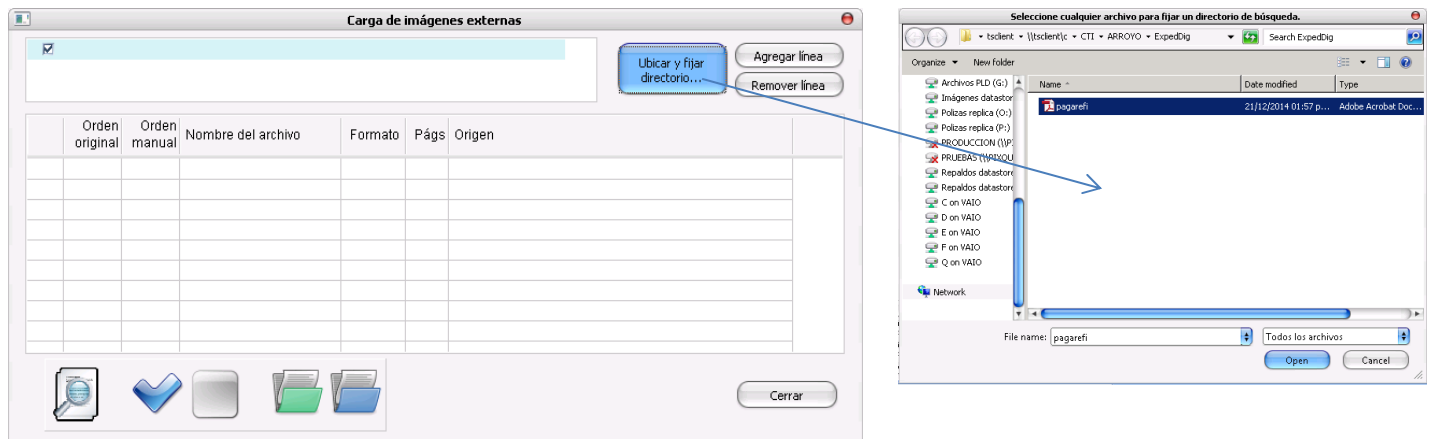 Carga de imágenes externas
Ubicar y fijar
directorio...
Agregar línea
Remover línea
Orden original
Orden manual
Nombre del archivo
Formato
Págs
Origen
Cerrar
Seleccione cualquier archivo para fijar un directorio de búsqueda.
tsclient
\\tsclient\c
CTI
ARROYO
ExpedDig
Search ExpedDig
Organize
New folder
Archivos PLD (G:)
Imágenes datastor
Polizas replica (O:)
Polizas replica (P:)
PRODUCCION (\\P
PRUEBAS (\\PIXQU
Repaldos datastore
Repaldos datastore
C on VAIO
D on VAIO
E on VAIO
F on VAIO
Q on VAIO
Network
Name
Date modified
Type
pagarefi
21/12/2014 01:57 p...
Adobe Acrobat Doc...
File name:
pagarefi
Todos los archivos
Open
Cancel